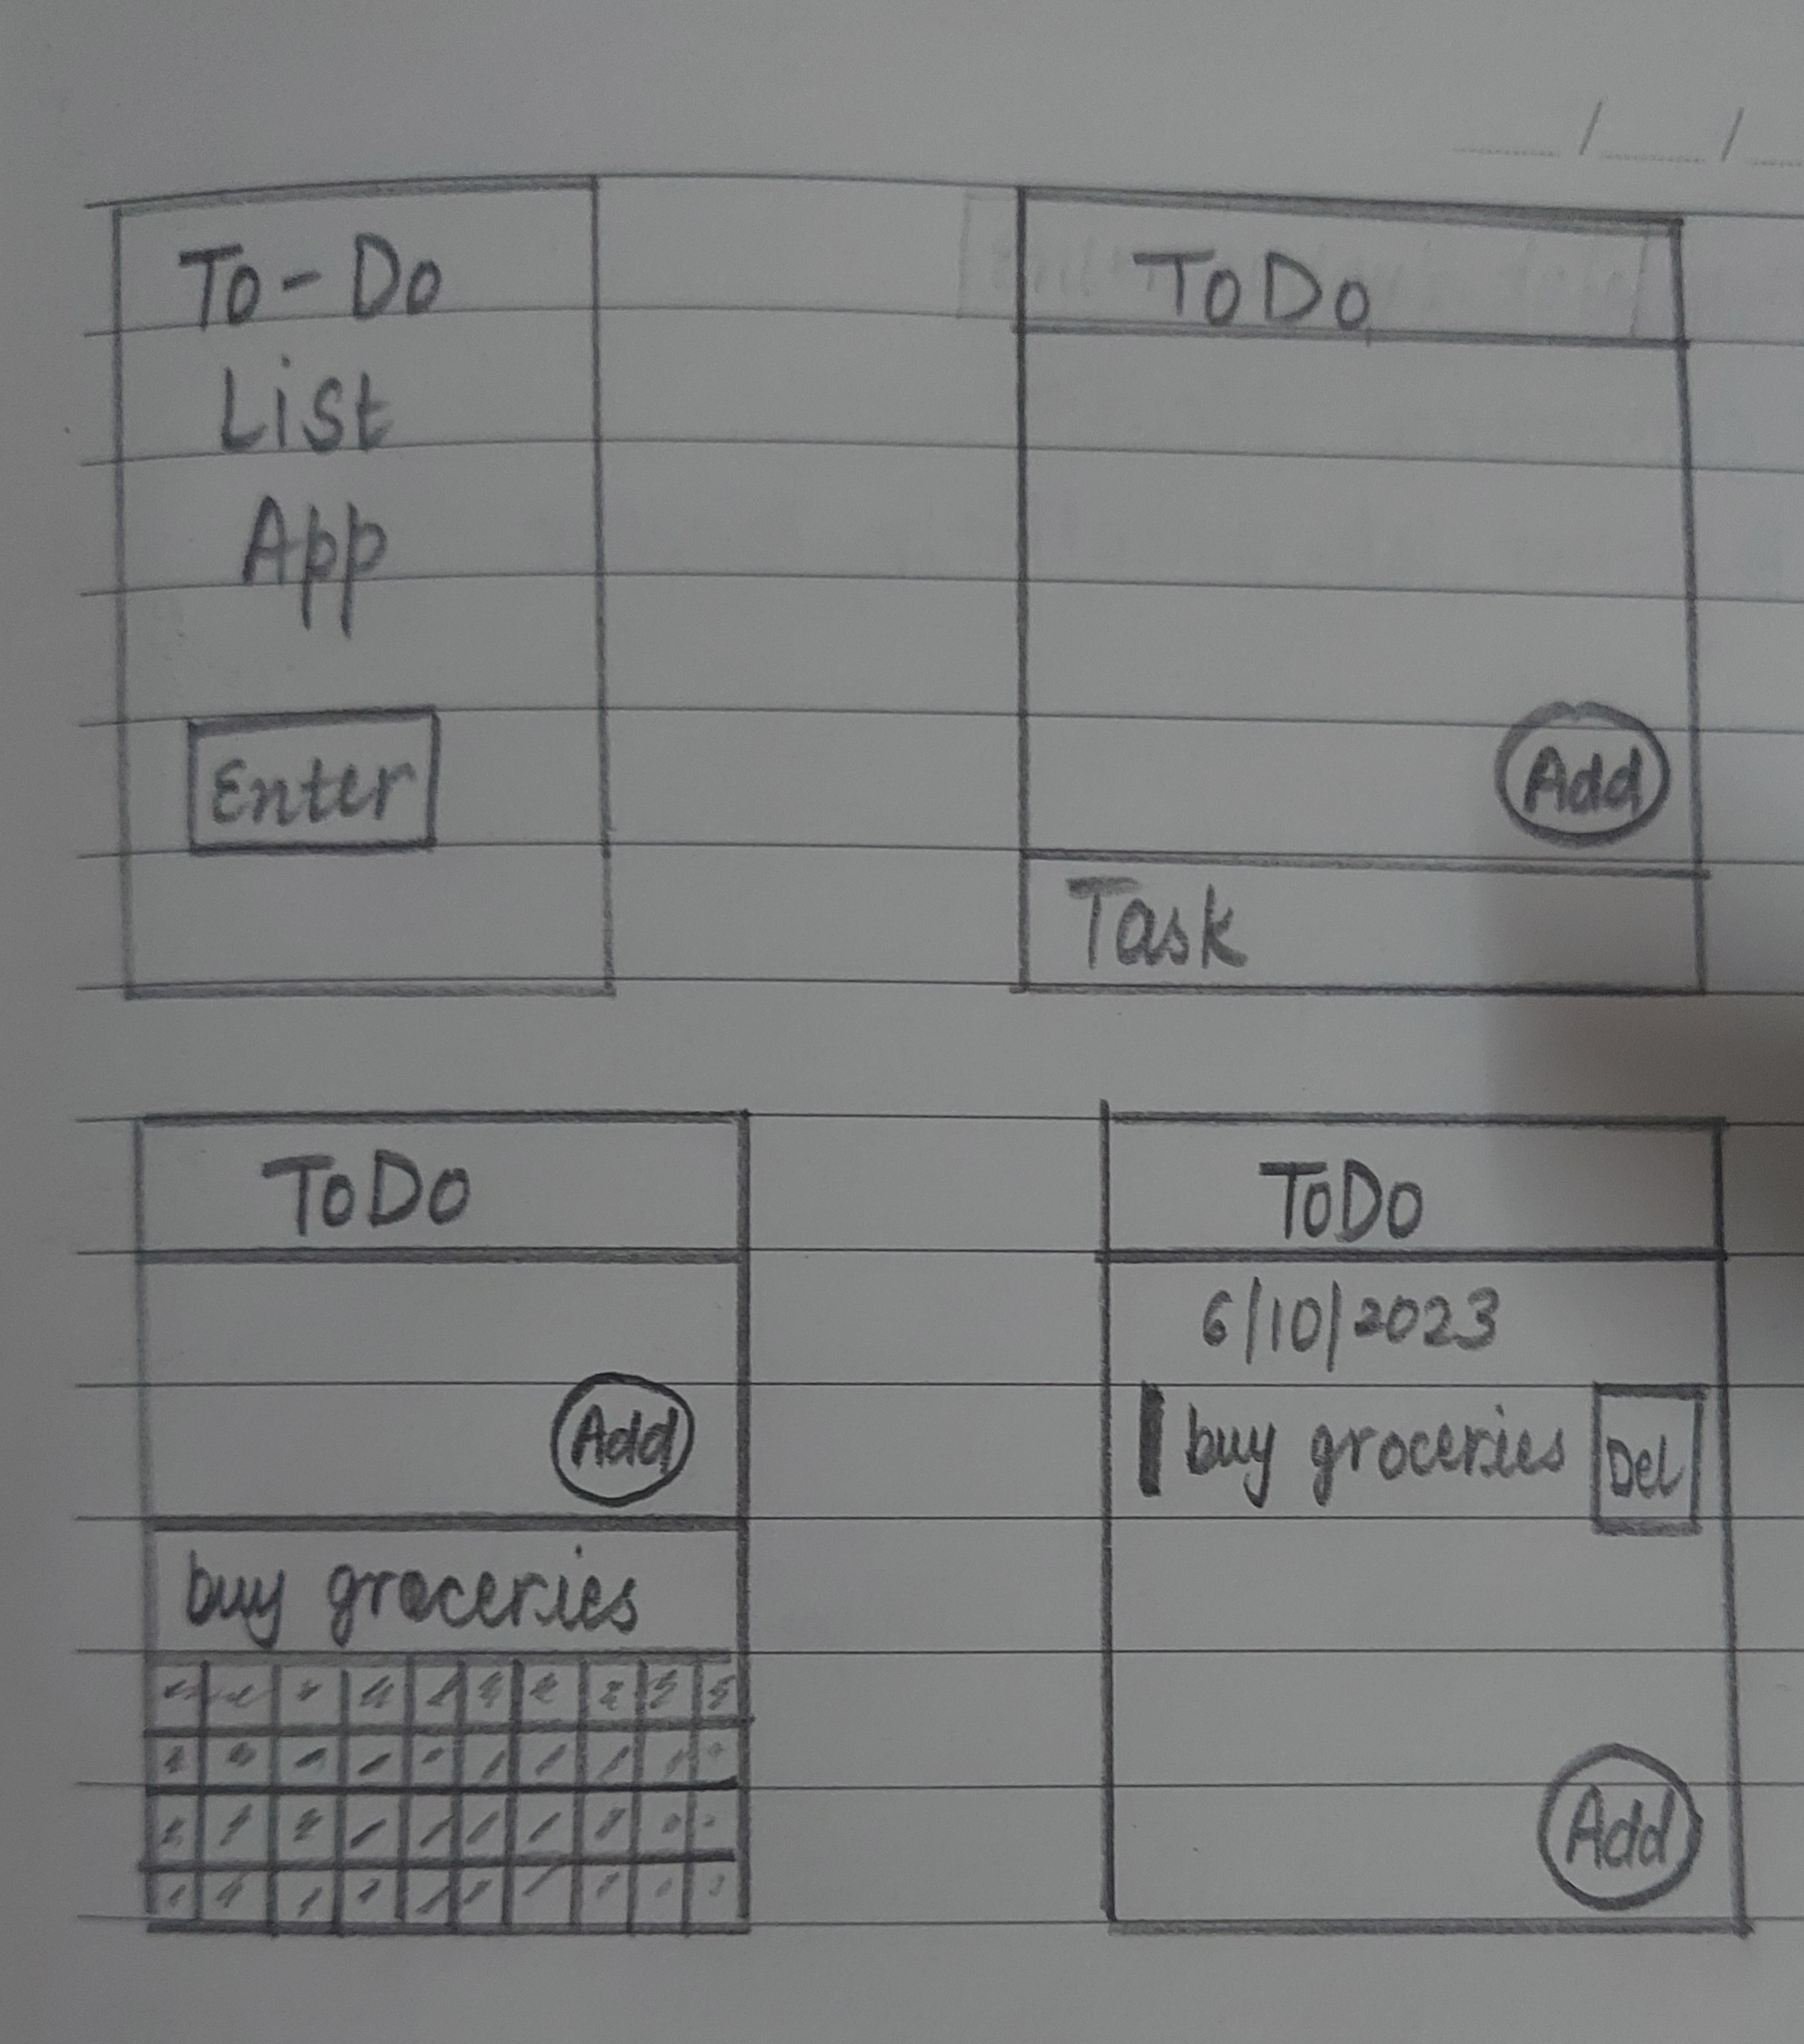 To-Do
List
App
Enter
ToDo
Add
Task
ToDo
Add
buy groceries
ToDo
6/10/2023
buy groceries Del
Add